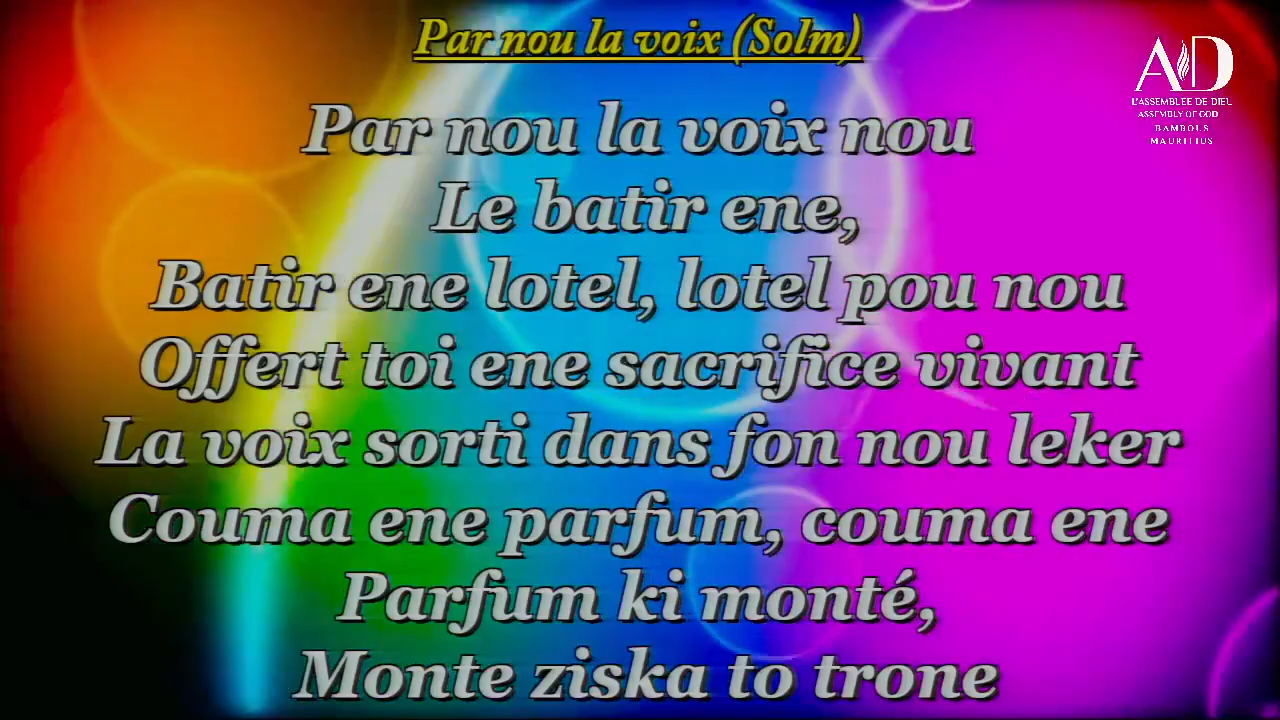 Par nou la voix (Solm)
AD
L'ASSEMBLEE DE DIEU
ASSEMBLY OF GOD
BAMBOUS
MAURITIUS
Par nou la voix nou
Le batir ene,
Batir ene lotel, lotel pou nou
Offert toi ene sacrifice vivant
La voix sorti dans fon nou leker
Couma ene parfum, couma ene
Parfum ki monté,
Monte ziska to trone